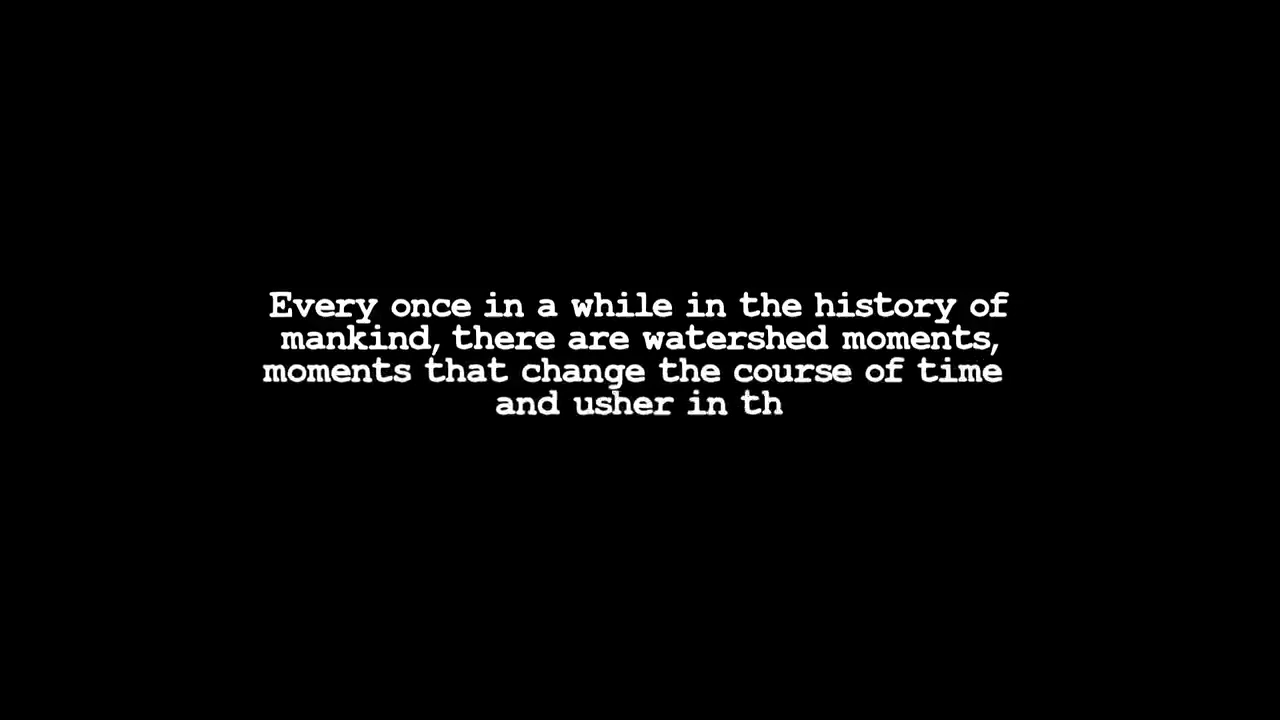 Every once in a while in the history of
mankind, there are watershed moments,
moments that change the course of time
and usher in th